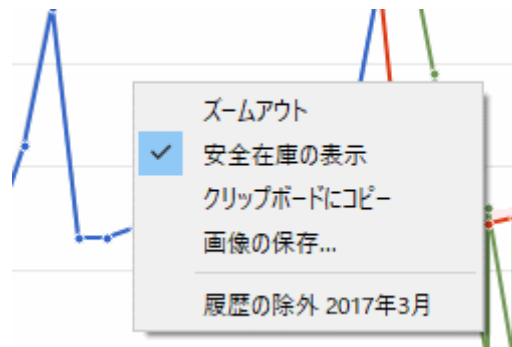 ズームアウト
安全在庫の表示
クリップボードにコピー
画像の保存...
履歴の除外 2017年3月